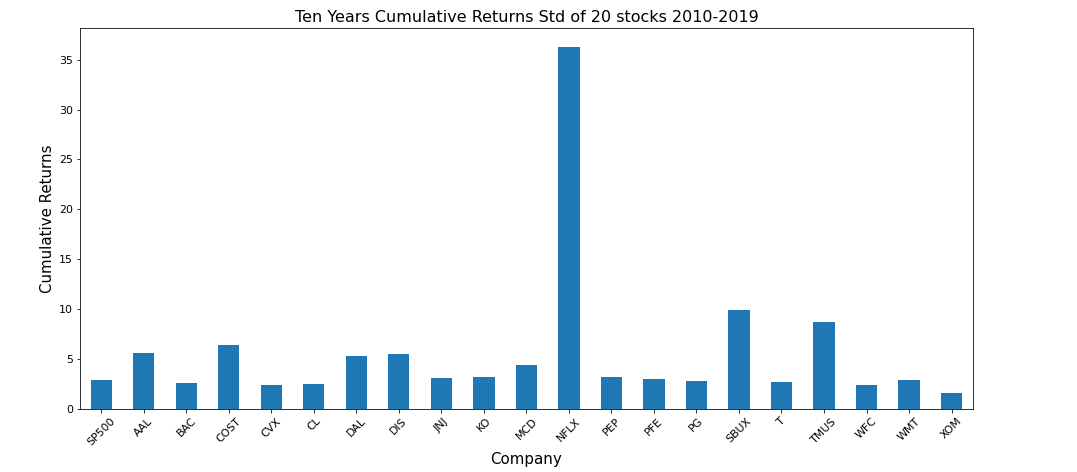 Ten Years Cumulative Returns Std of 20 stocks 2010-2019
Cumulative Returns
35
30
25
20
15
10
5
0
SP500
AAL
BAC
COST
CVX
CL
DAL
DIS
JNJ
KO
MCD
NFLX
PEP
PFE
PG
SBUX
T
TMUS
WFC
WMT
XOM
Company